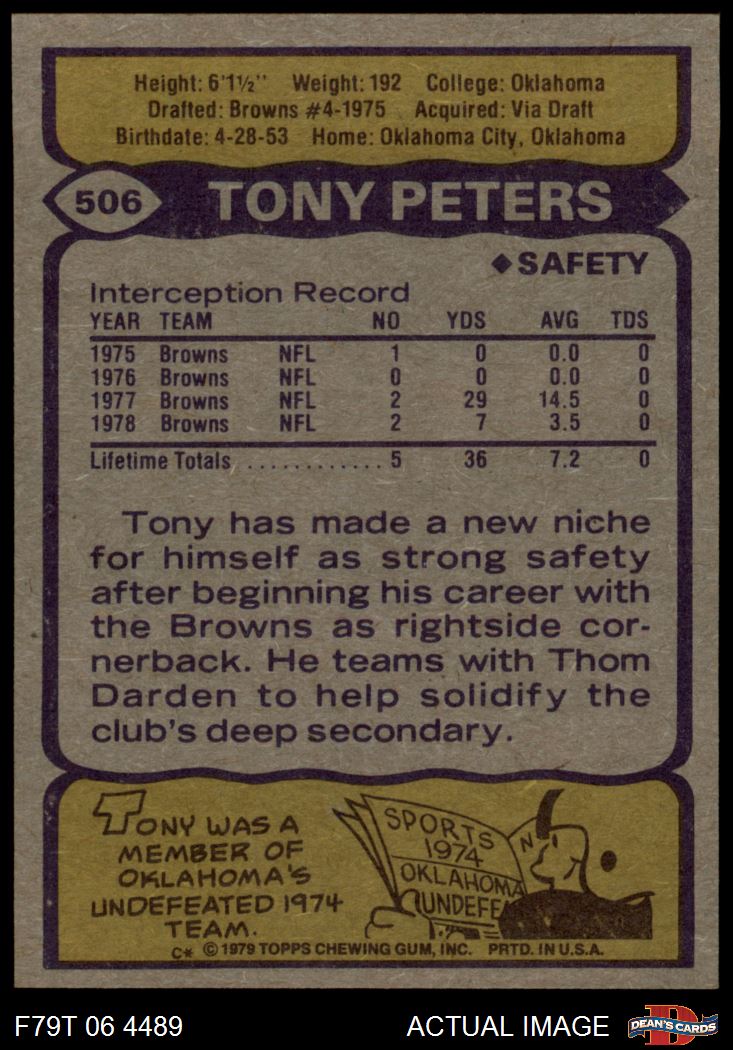 Height: 6'1½'' Weight: 192 College: Oklahoma
Drafted: Browns #4-1975 Acquired: Via Draft
Birthdate: 4-28-53 Home: Oklahoma City, Oklahoma
506 TONY PETERS
◆SAFETY
Interception Record
YEAR TEAM NO YDS AVG TDS
1975 Browns NFL 1 0 0.0 0
1976 Browns NFL 0 0 0.0 0
1977 Browns NFL 2 29 14.5 0
1978 Browns NFL 2 7 3.5 0
Lifetime Totals ............ 5 36 7.2 0
Tony has made a new niche
for himself as strong safety
after beginning his career with
the Browns as rightside cor-
nerback. He teams with Thom
Darden to help solidify the
club's deep secondary.
TONY WAS A
MEMBER OF
OKLAHOMA'S
UNDEFEATED 1974
TEAM.
SPORTS
1974
OKLAHOMA
UNDEFE
N
C* © 1979 TOPPS CHEWING GUM, INC. PRTD. IN U.S.A.
F79T 06 4489 ACTUAL IMAGE
D
DEAN'S CARDS